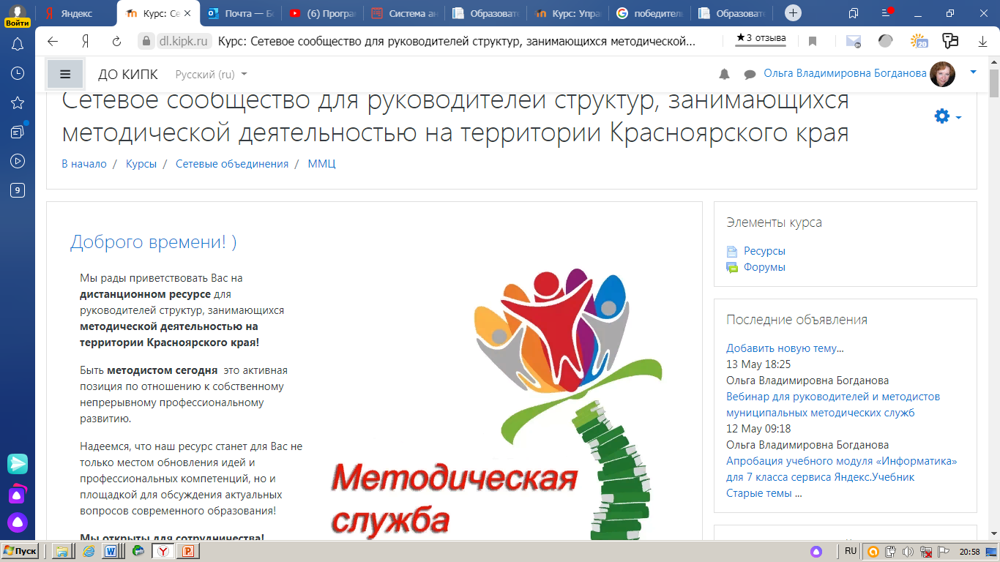 Войти
Яндекс
Курс: Се
Почта — Бо
(6) Програм
Система ан
Образовате
Курс: Упра
победитель
Образовате
dl.kipk.ru
Курс: Сетевое сообщество для руководителей структур, занимающихся методической...
★3 отзыва
20
9
ДО КИПК
Русский (ru)
Ольга Владимировна Богданова
Сетевое сообщество для руководителей структур, занимающихся
методической деятельностью на территории Красноярского края
В начало / Курсы / Сетевые объединения / ММЦ
Доброго времени! )
Мы рады приветствовать Вас на
дистанционном ресурсе для
руководителей структур, занимающихся
методической деятельностью на
территории Красноярского края!
Быть методистом сегодня это активная
позиция по отношению к собственному
непрерывному профессиональному
развитию.
Надеемся, что наш ресурс станет для Вас не
только местом обновления идей и
профессиональных компетенций, но и
площадкой для обсуждения актуальных
вопросов современного образования!
Мы открыты для сотрудничества!
Методическая
служба
Элементы курса
Ресурсы
Форумы
Последние объявления
Добавить новую тему...
13 May 18:25
Ольга Владимировна Богданова
Вебинар для руководителей и методистов
муниципальных методических служб
12 May 09:18
Ольга Владимировна Богданова
Апробация учебного модуля «Информатика»
для 7 класса сервиса Яндекс.Учебник
Старые темы ...
Пуск
RU
20:58